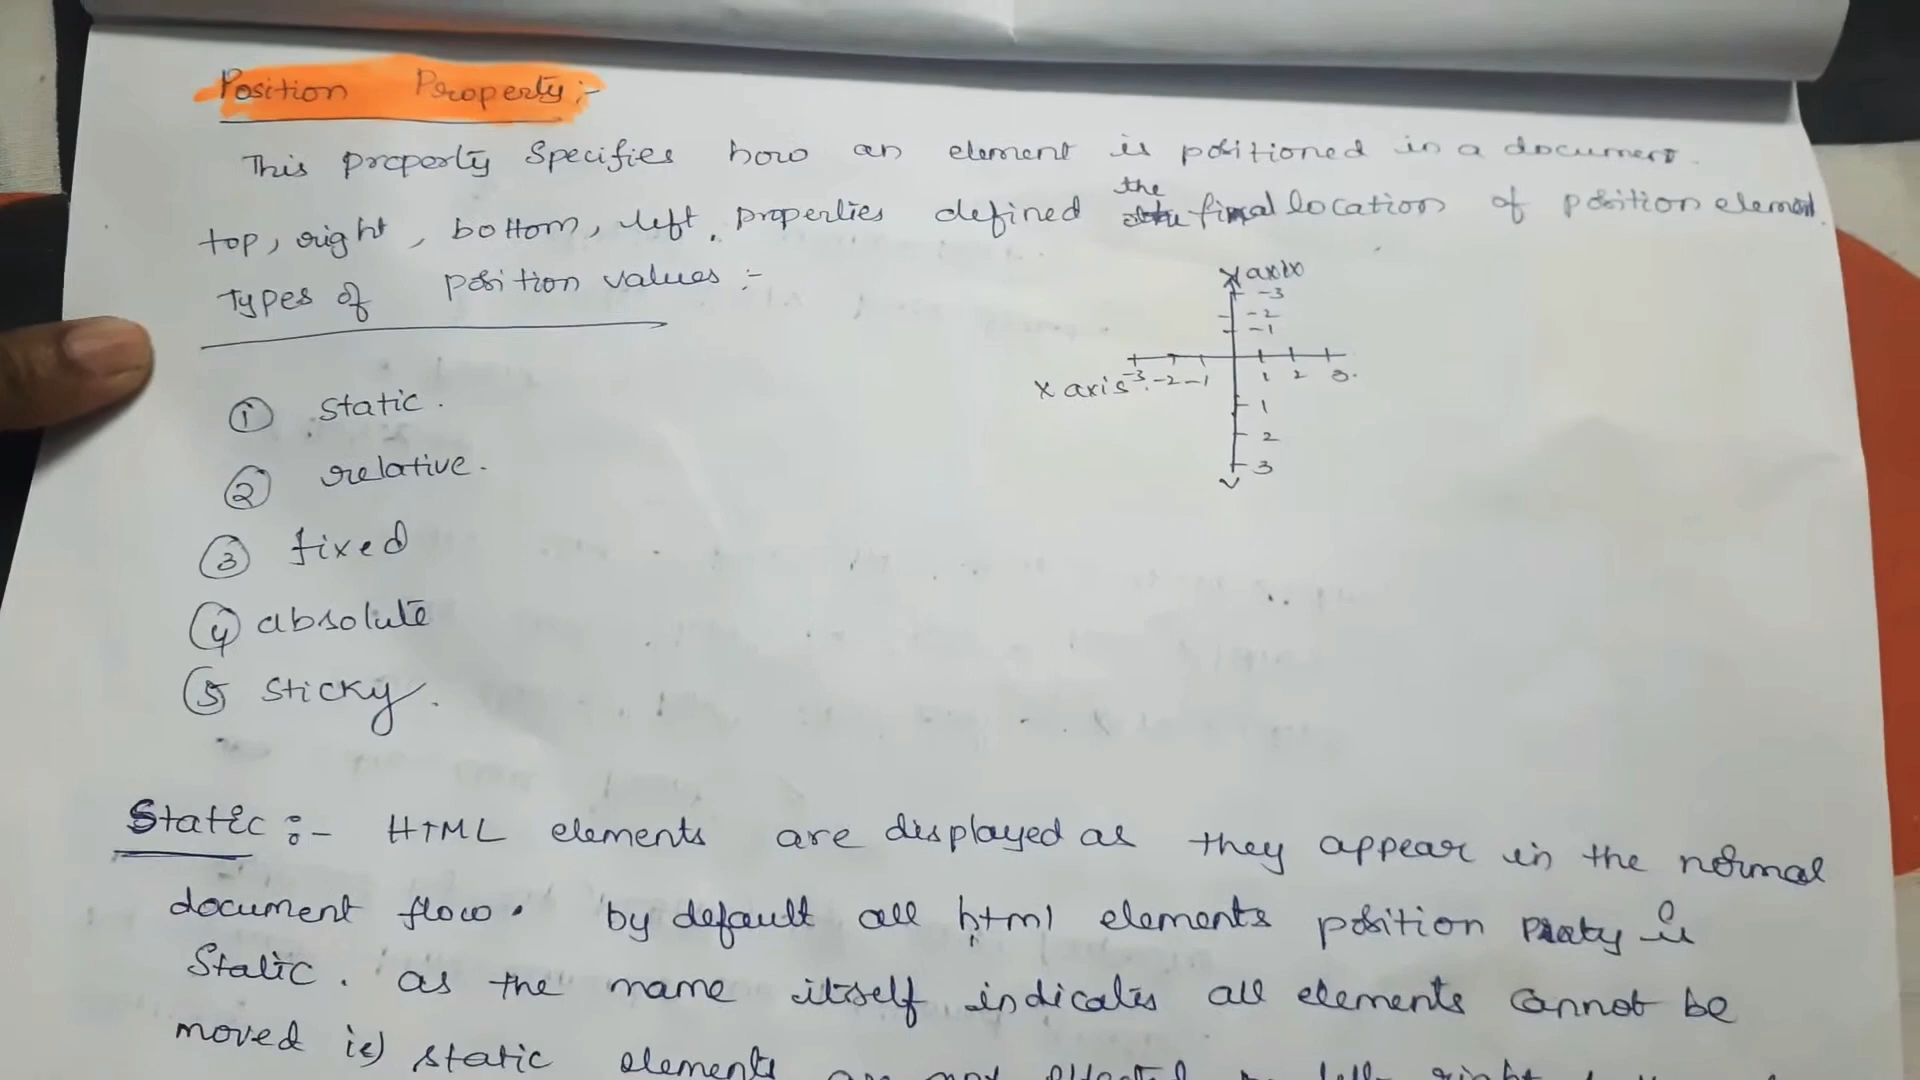 Position Property :-
This property specifies how an element is positioned in a document.
top, right, bottom, left. properties defined the final location of position element.
Types of position values :-
Y axis
-3
-2
-1
X axis -3 -2 -1 1 2 3.
1
2
3
① static.
② relative.
③ fixed
④ absolute
⑤ sticky.
Static :- HTML elements are displayed as they appear in the normal
document flow. by default all html elements position is
Static. as the name itself indicates all elements cannot be
moved ie) static elements are not right